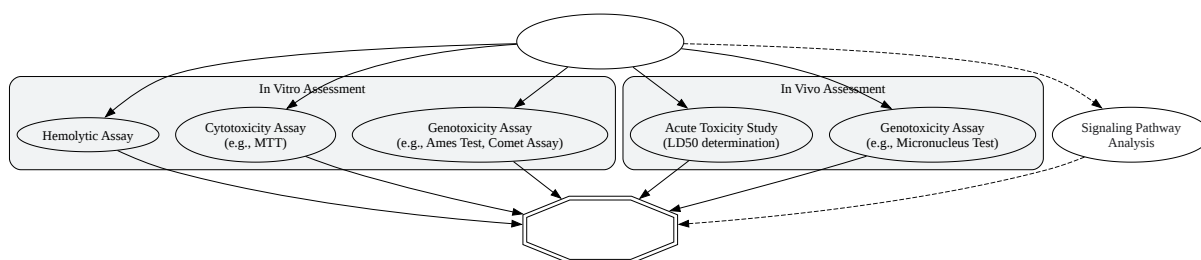 In Vitro Assessment
In Vivo Assessment
Hemolytic Assay
Cytotoxicity Assay
(e.g., MTT)
Genotoxicity Assay
(e.g., Ames Test, Comet Assay)
Acute Toxicity Study
(LD50 determination)
Genotoxicity Assay
(e.g., Micronucleus Test)
Signaling Pathway
Analysis